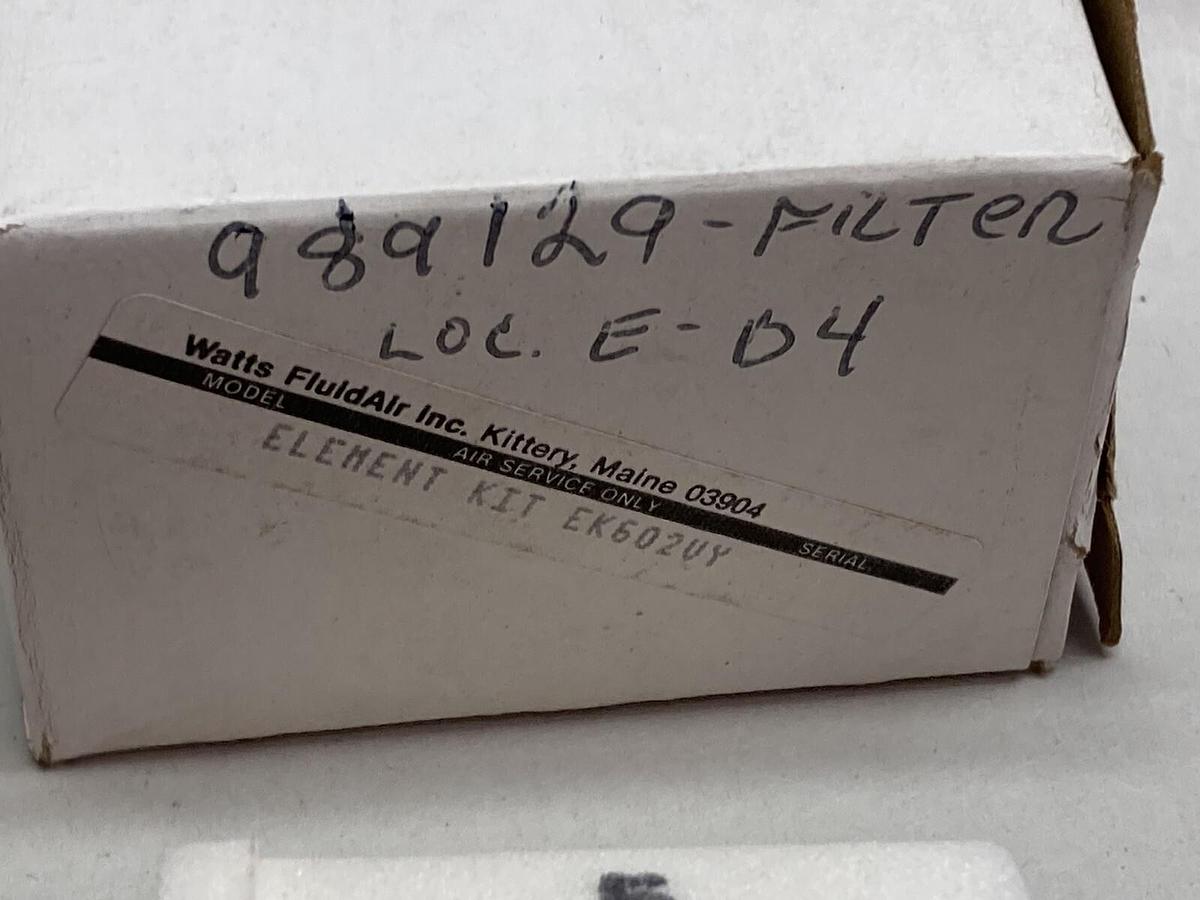 989129-FILTER
LOC. E-D4
Watts FluidAir Inc. Kittery, Maine 03904
MODEL AIR SERVICE ONLY SERIAL
ELEMENT KIT EK602VY